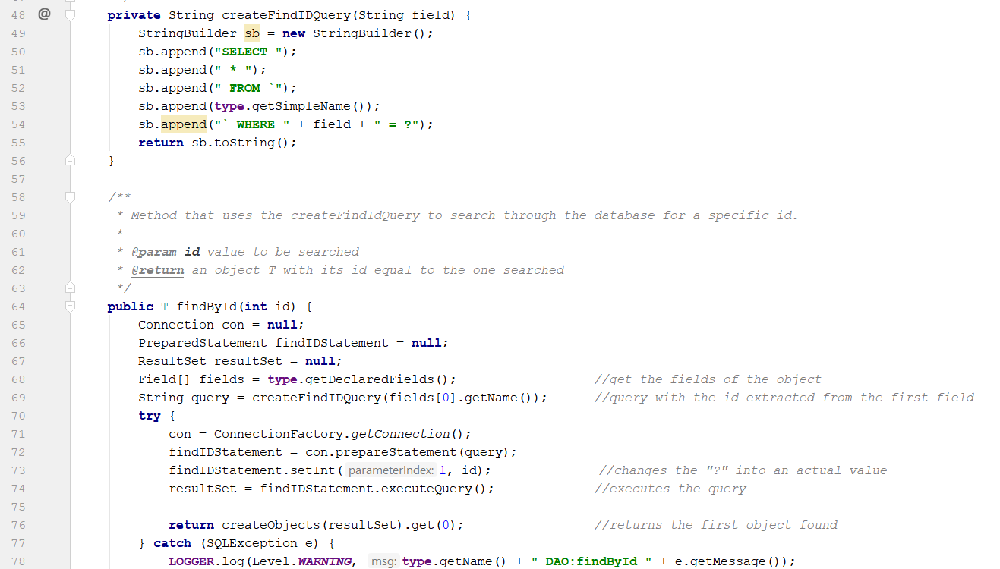 48 @ private String createFindIDQuery(String field) {
49 StringBuilder sb = new StringBuilder();
50 sb.append("SELECT ");
51 sb.append(" * ");
52 sb.append(" FROM `");
53 sb.append(type.getSimpleName());
54 sb.append("` WHERE " + field + " = ?");
55 return sb.toString();
56 }
57
58 /**
59 * Method that uses the createFindIdQuery to search through the database for a specific id.
60 *
61 * @param id value to be searched
62 * @return an object T with its id equal to the one searched
63 */
64 public T findById(int id) {
65 Connection con = null;
66 PreparedStatement findIDStatement = null;
67 ResultSet resultSet = null;
68 Field[] fields = type.getDeclaredFields(); //get the fields of the object
69 String query = createFindIDQuery(fields[0].getName()); //query with the id extracted from the first field
70 try {
71 con = ConnectionFactory.getConnection();
72 findIDStatement = con.prepareStatement(query);
73 findIDStatement.setInt( parameterIndex: 1, id); //changes the "?" into an actual value
74 resultSet = findIDStatement.executeQuery(); //executes the query
75
76 return createObjects(resultSet).get(0); //returns the first object found
77 } catch (SQLException e) {
78 LOGGER.log(Level.WARNING, msg: type.getName() + " DAO:findById " + e.getMessage());